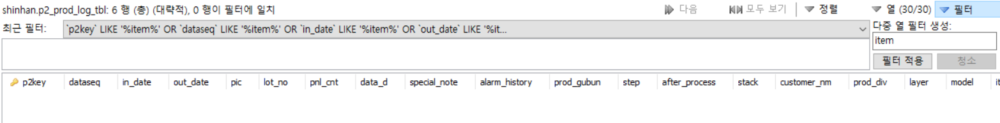 shinhan.p2_prod_log_tbl: 6 행 (총) (대략적), 0 행이 필터에 일치 다음 모두 보기 정렬 열 (30/30) 필터
최근 필터: `p2key` LIKE '%item%' OR `dataseq` LIKE '%item%' OR `in_date` LIKE '%item%' OR `out_date` LIKE '%it... 다중 열 필터 생성:
item
필터 적용 청소
p2key dataseq in_date out_date pic lot_no pnl_cnt data_d special_note alarm_history prod_gubun step after_process stack customer_nm prod_div layer model it